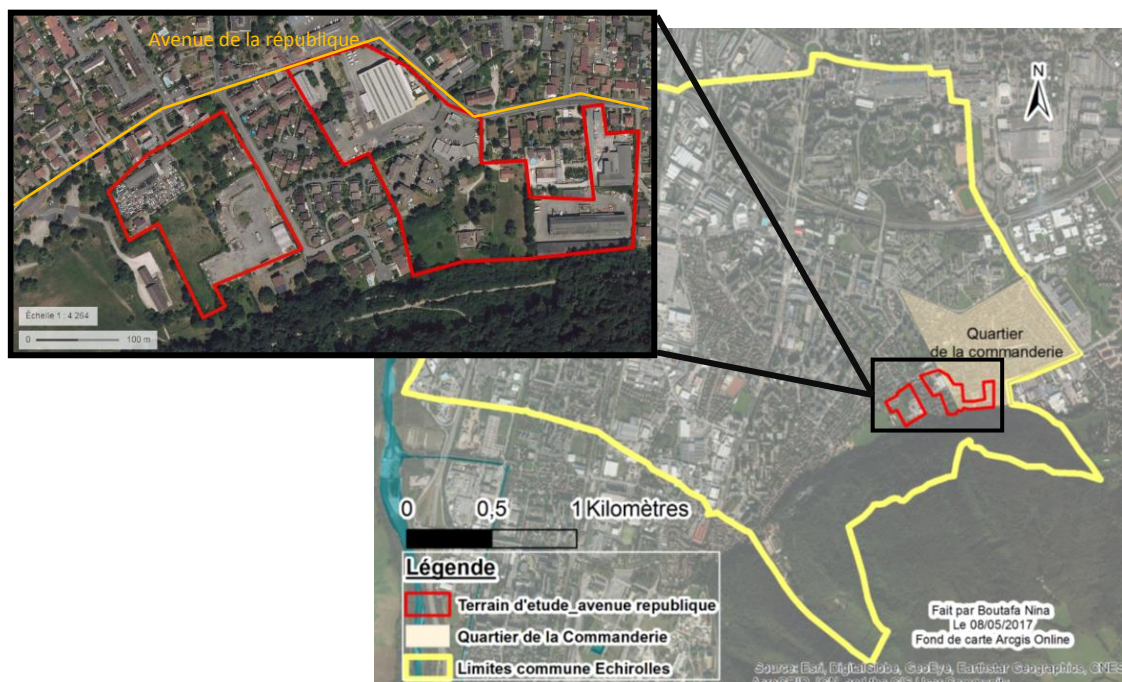 Avenue de la république
Échelle 1 : 4 264
0 100 m
N
Quartier
de la commanderie
0 0,5 1 Kilomètres
Légende
Terrain d'etude_avenue republique
Quartier de la Commanderie
Limites commune Echirolles
Fait par Boutafa Nina
Le 08/05/2017
Fond de carte Arcgis Online
Source: Esri, DigitalGlobe, GeoEye, Earthstar Geographics, CNES